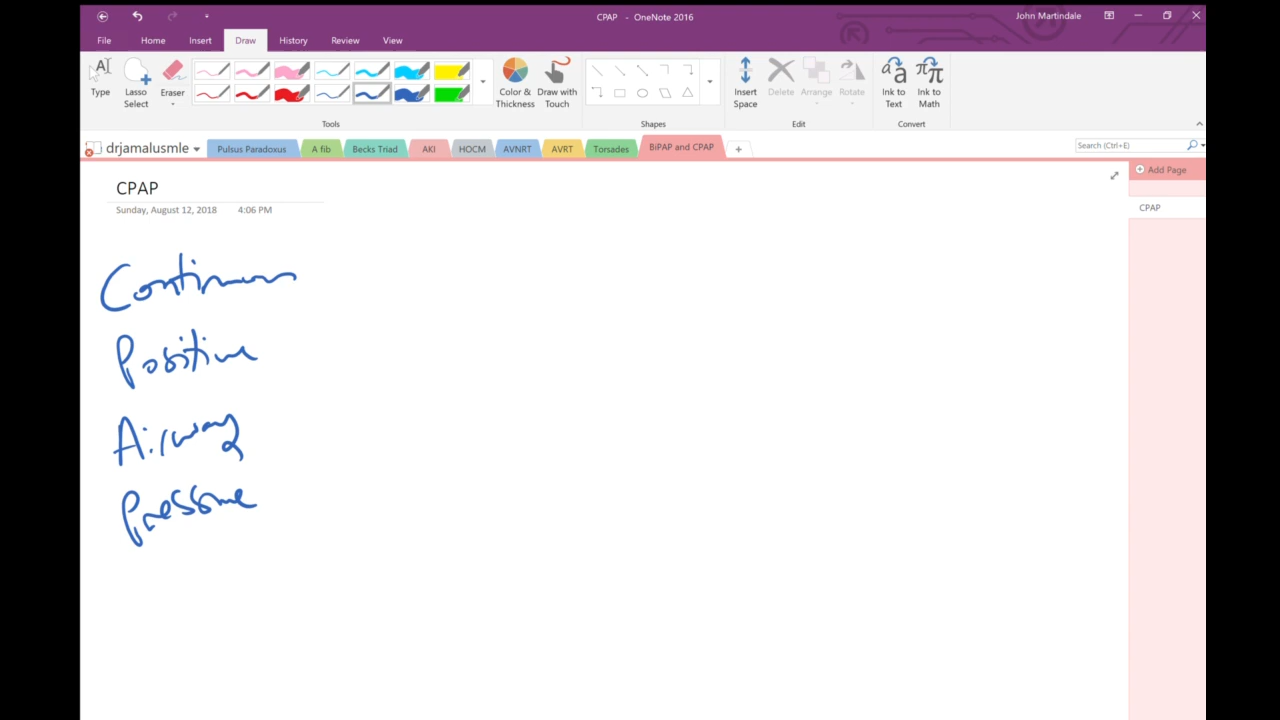 CPAP - OneNote 2016
John Martindale
File Home Insert Draw History Review View
Type
Lasso Select
Eraser
Color & Thickness
Draw with Touch
Insert Space
Delete
Arrange
Rotate
Ink to Text
Ink to Math
Tools
Shapes
Edit
Convert
drjamalusmle
Pulsus Paradoxus A fib Becks Triad AKI HOCM AVNRT AVRT Torsades BiPAP and CPAP
Search (Ctrl+E)
Add Page
CPAP
CPAP
Sunday, August 12, 2018 4:06 PM
Continuous
Positive
Airway
Pressure